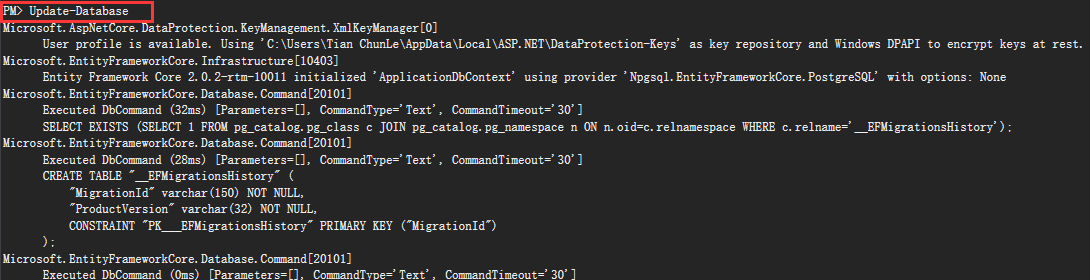 PM> Update-Database
Microsoft.AspNetCore.DataProtection.KeyManagement.XmlKeyManager[0]
User profile is available. Using 'C:\Users\Tian ChunLe\AppData\Local\ASP.NET\DataProtection-Keys' as key repository and Windows DPAPI to encrypt keys at rest.
Microsoft.EntityFrameworkCore.Infrastructure[10403]
Entity Framework Core 2.0.2-rtm-10011 initialized 'ApplicationDbContext' using provider 'Npgsql.EntityFrameworkCore.PostgreSQL' with options: None
Microsoft.EntityFrameworkCore.Database.Command[20101]
Executed DbCommand (32ms) [Parameters=[], CommandType='Text', CommandTimeout='30']
SELECT EXISTS (SELECT 1 FROM pg_catalog.pg_class c JOIN pg_catalog.pg_namespace n ON n.oid=c.relnamespace WHERE c.relname='__EFMigrationsHistory');
Microsoft.EntityFrameworkCore.Database.Command[20101]
Executed DbCommand (28ms) [Parameters=[], CommandType='Text', CommandTimeout='30']
CREATE TABLE "__EFMigrationsHistory" (
"MigrationId" varchar(150) NOT NULL,
"ProductVersion" varchar(32) NOT NULL,
CONSTRAINT "PK___EFMigrationsHistory" PRIMARY KEY ("MigrationId")
);
Microsoft.EntityFrameworkCore.Database.Command[20101]
Executed DbCommand (0ms) [Parameters=[], CommandType='Text', CommandTimeout='30']